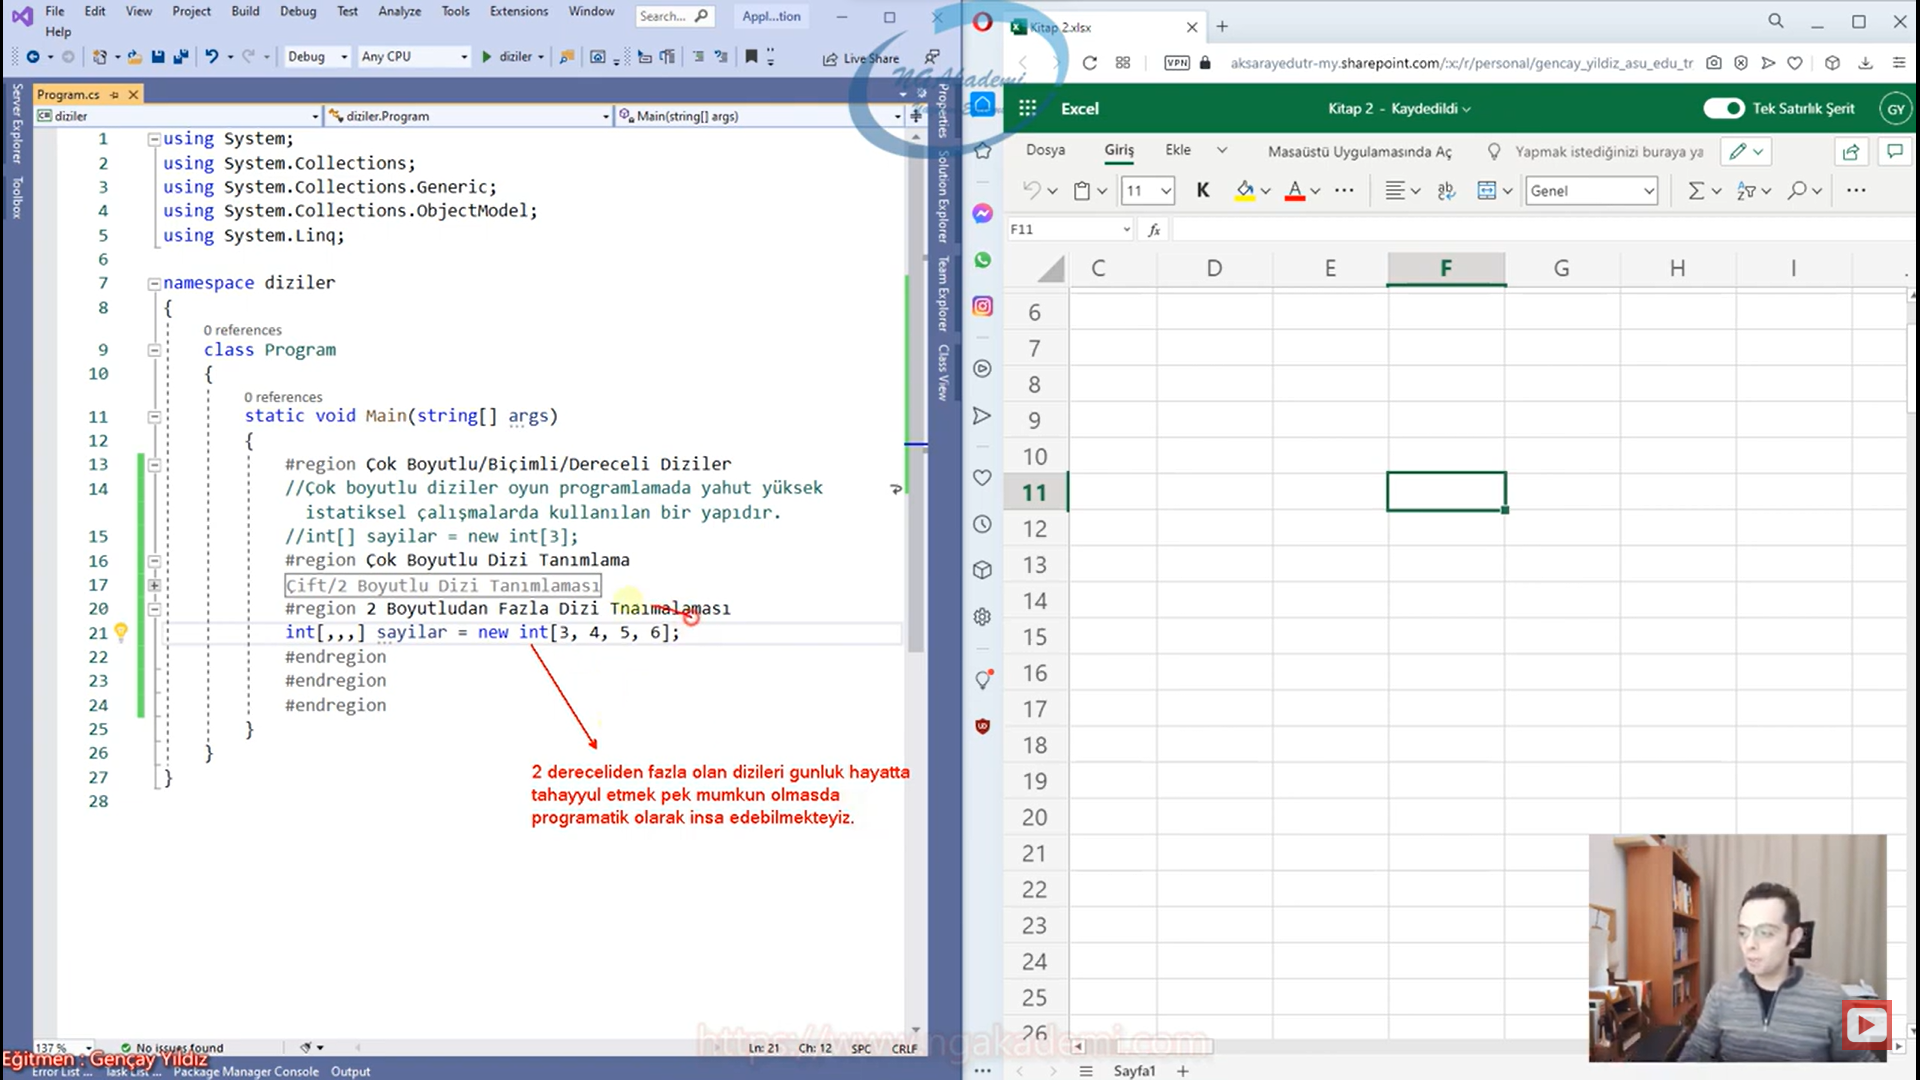 File Edit View Project Build Debug Test Analyze Tools Extensions Window Search... Appl...tion
Help
Debug Any CPU diziler Live Share
NGAkademi
Program.cs
diziler diziler.Program Main(string[] args)
Server Explorer
Toolbox
1 using System;
2 using System.Collections;
3 using System.Collections.Generic;
4 using System.Collections.ObjectModel;
5 using System.Linq;
6
7 namespace diziler
8 {
0 references
9 class Program
10 {
0 references
11 static void Main(string[] args)
12 {
13 #region Çok Boyutlu/Biçimli/Dereceli Diziler
14 //Çok boyutlu diziler oyun programlamada yahut yüksek
istatiksel çalışmalarda kullanılan bir yapıdır.
15 //int[] sayilar = new int[3];
16 #region Çok Boyutlu Dizi Tanımlama
17 Çift/2 Boyutlu Dizi Tanımlaması
20 #region 2 Boyutludan Fazla Dizi Tnaımalaması
21 int[,,,] sayilar = new int[3, 4, 5, 6];
22 #endregion
23 #endregion
24 #endregion
25 }
26 }
27 }
28
2 dereceliden fazla olan dizileri gunluk hayatta
tahayyul etmek pek mumkun olmasda
programatik olarak insa edebilmekteyiz.
Properties
Solution Explorer
Team Explorer
Class View
137 % No issues found Ln: 21 Ch: 12 SPC CRLF
Eğitmen : Gençay Yıldız
Error List ... Task List ... Package Manager Console Output
https://www.ngakademi.com
Kitap 2.xlsx
VPN aksarayedutr-my.sharepoint.com/:x:/r/personal/gencay_yildiz_asu_edu_tr
Excel Kitap 2 - Kaydedildi Tek Satırlık Şerit GY
Dosya Giriş Ekle Masaüstü Uygulamasında Aç Yapmak istediğinizi buraya ya
11 K A Genel
F11 fx
C D E F G H I
6
7
8
9
10
11
12
13
14
15
16
17
18
19
20
21
22
23
24
25
26
Sayfa1